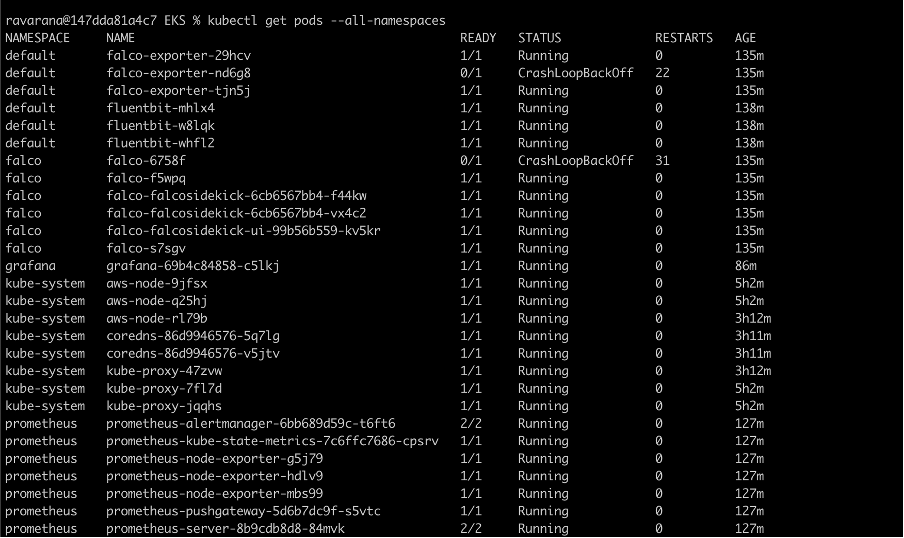 ravarana@147dda81a4c7 EKS % kubectl get pods --all-namespaces
NAMESPACE NAME READY STATUS RESTARTS AGE
default falco-exporter-29hcv 1/1 Running 0 135m
default falco-exporter-nd6g8 0/1 CrashLoopBackOff 22 135m
default falco-exporter-tjn5j 1/1 Running 0 135m
default fluentbit-mhlx4 1/1 Running 0 138m
default fluentbit-w8lqk 1/1 Running 0 138m
default fluentbit-whfl2 1/1 Running 0 138m
falco falco-6758f 0/1 CrashLoopBackOff 31 135m
falco falco-f5wpq 1/1 Running 0 135m
falco falco-falcosidekick-6cb6567bb4-f44kw 1/1 Running 0 135m
falco falco-falcosidekick-6cb6567bb4-vx4c2 1/1 Running 0 135m
falco falco-falcosidekick-ui-99b56b559-kv5kr 1/1 Running 0 135m
falco falco-s7sgv 1/1 Running 0 135m
grafana grafana-69b4c84858-c5lkj 1/1 Running 0 86m
kube-system aws-node-9jfsx 1/1 Running 0 5h2m
kube-system aws-node-q25hj 1/1 Running 0 5h2m
kube-system aws-node-rl79b 1/1 Running 0 3h12m
kube-system coredns-86d9946576-5q7lg 1/1 Running 0 3h11m
kube-system coredns-86d9946576-v5jtv 1/1 Running 0 3h11m
kube-system kube-proxy-47zvw 1/1 Running 0 3h12m
kube-system kube-proxy-7fl7d 1/1 Running 0 5h2m
kube-system kube-proxy-jqqhs 1/1 Running 0 5h2m
prometheus prometheus-alertmanager-6bb689d59c-t6ft6 2/2 Running 0 127m
prometheus prometheus-kube-state-metrics-7c6ffc7686-cpsrv 1/1 Running 0 127m
prometheus prometheus-node-exporter-g5j79 1/1 Running 0 127m
prometheus prometheus-node-exporter-hdlv9 1/1 Running 0 127m
prometheus prometheus-node-exporter-mbs99 1/1 Running 0 127m
prometheus prometheus-pushgateway-5d6b7dc9f-s5vtc 1/1 Running 0 127m
prometheus prometheus-server-8b9cdb8d8-84mvk 2/2 Running 0 127m